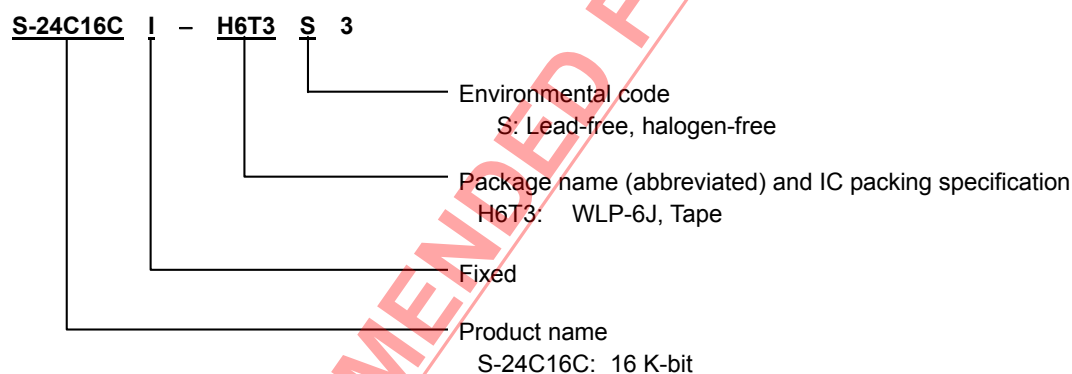 S-24C16C I – H6T3 S 3
Environmental code
S: Lead-free, halogen-free
Package name (abbreviated) and IC packing specification
H6T3: WLP-6J, Tape
Fixed
Product name
S-24C16C: 16 K-bit
MENDED F